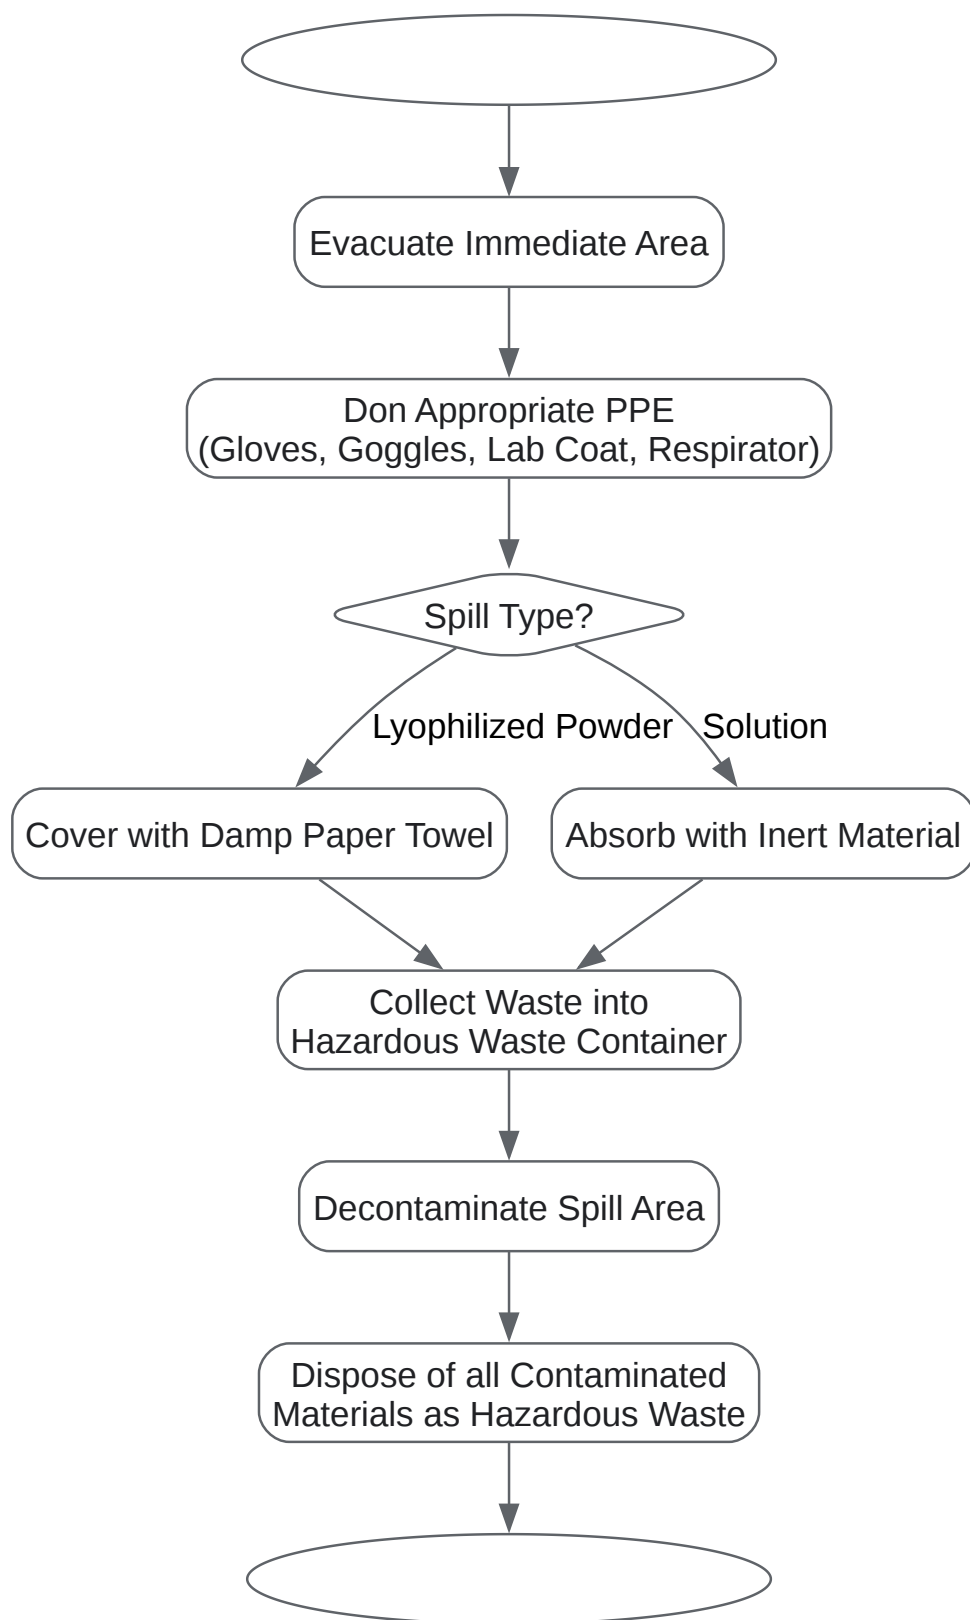 Evacuate Immediate Area
Don Appropriate PPE
(Gloves, Goggles, Lab Coat, Respirator)
Spill Type?
Lyophilized Powder
Solution
Cover with Damp Paper Towel
Absorb with Inert Material
Collect Waste into
Hazardous Waste Container
Decontaminate Spill Area
Dispose of all Contaminated
Materials as Hazardous Waste